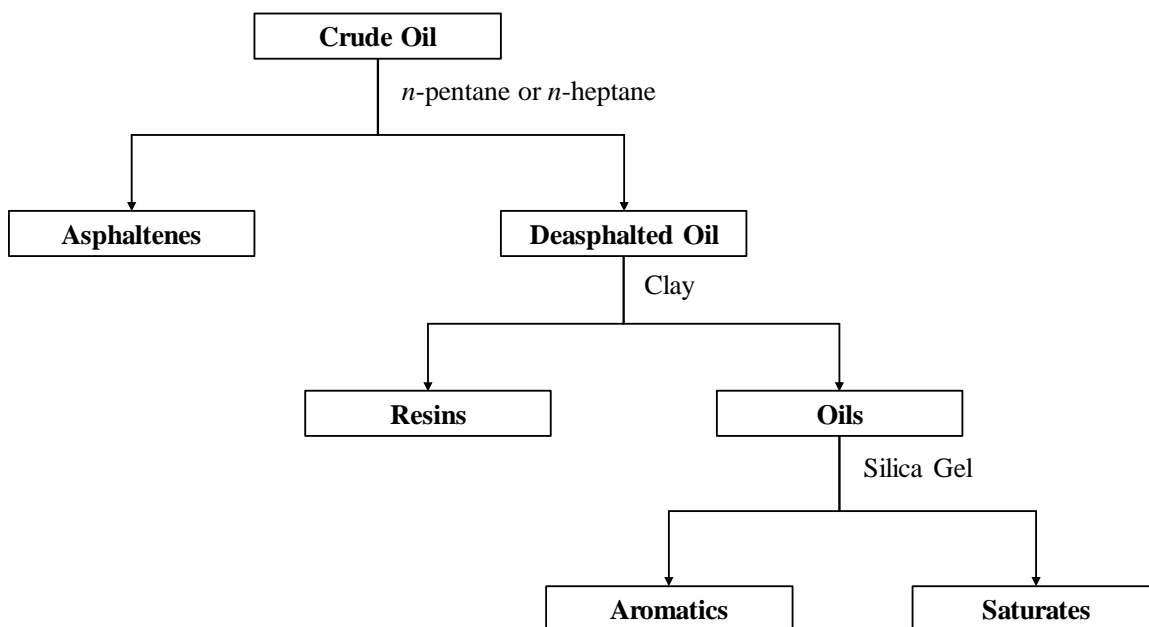 Crude Oil
n-pentane or n-heptane
Asphaltenes
Deasphalted Oil
Clay
Resins
Oils
Silica Gel
Aromatics
Saturates